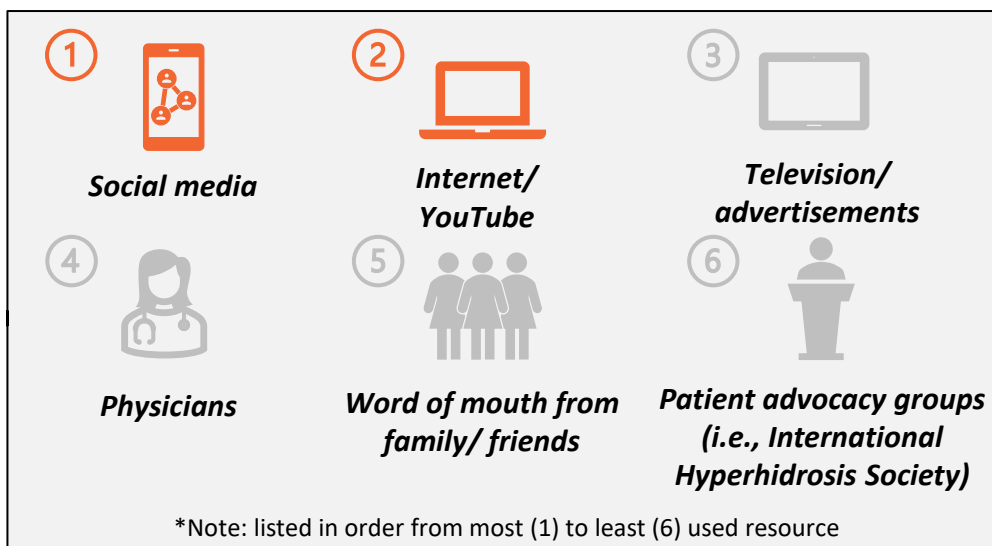 1
2
3
Social media
Internet/
YouTube
Television/
advertisements
4
5
6
Physicians
Word of mouth from
family/ friends
Patient advocacy groups
(i.e., International
Hyperhidrosis Society)
*Note: listed in order from most (1) to least (6) used resource